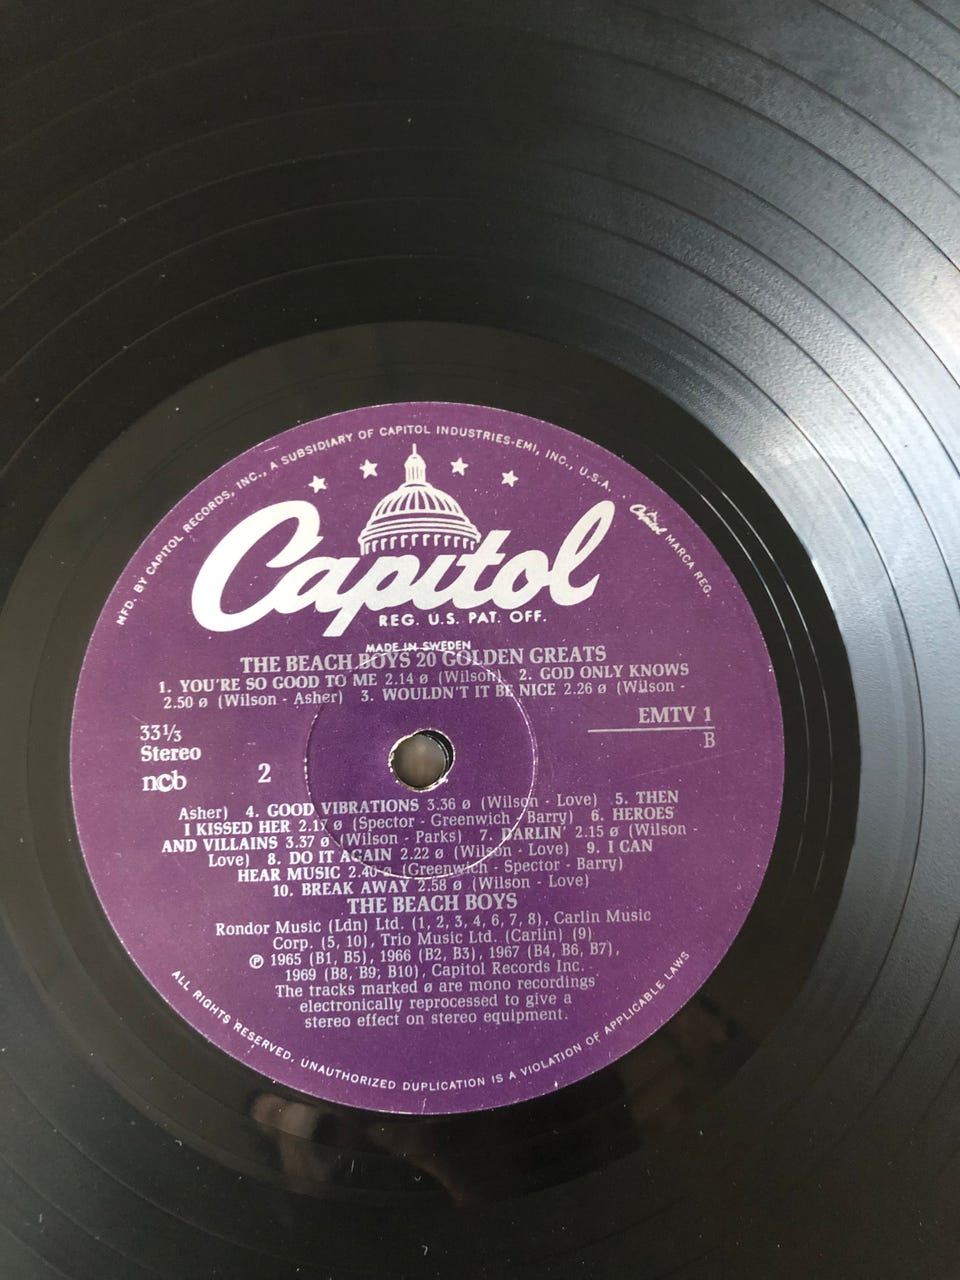 MFD. BY CAPITOL RECORDS, INC., A SUBSIDIARY OF CAPITOL INDUSTRIES-EMI, INC., U.S.A. . Capitol MARCA REG.
Capitol
REG. U.S. PAT. OFF.
MADE IN SWEDEN
THE BEACH BOYS 20 GOLDEN GREATS
1. YOU'RE SO GOOD TO ME 2.14 ø (Wilson) 2. GOD ONLY KNOWS
2.50 ø (Wilson - Asher) 3. WOULDN'T IT BE NICE 2.26 ø (Wilson -
EMTV 1
B
33⅓
Stereo
ncb
2
Asher) 4. GOOD VIBRATIONS 3.36 ø (Wilson - Love) 5. THEN
I KISSED HER 2.17 ø (Spector - Greenwich - Barry) 6. HEROES
AND VILLAINS 3.37 ø (Wilson - Parks) 7. DARLIN' 2.15 ø (Wilson -
Love) 8. DO IT AGAIN 2.22 ø (Wilson - Love) 9. I CAN
HEAR MUSIC 2.40 ø (Greenwich - Spector - Barry)
10. BREAK AWAY 2.58 ø (Wilson - Love)
THE BEACH BOYS
Rondor Music (Ldn) Ltd. (1, 2, 3, 4, 6, 7, 8), Carlin Music
Corp. (5, 10), Trio Music Ltd. (Carlin) (9)
℗ 1965 (B1, B5), 1966 (B2, B3), 1967 (B4, B6, B7),
1969 (B8, B9, B10), Capitol Records Inc.
The tracks marked ø are mono recordings
electronically reprocessed to give a
stereo effect on stereo equipment.
ALL RIGHTS RESERVED, UNAUTHORIZED DUPLICATION IS A VIOLATION OF APPLICABLE LAWS